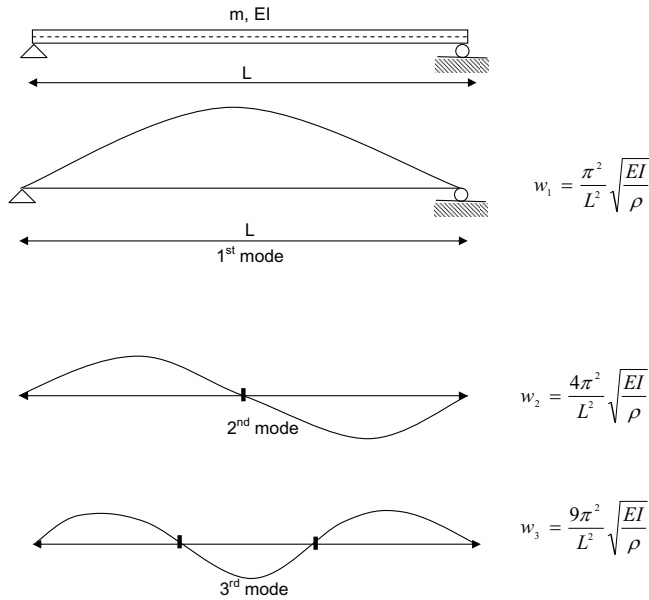 m, EI
L
w₁ = π²/L² √(EI/ρ)
L
1ˢᵗ mode
w₂ = 4π²/L² √(EI/ρ)
2ⁿᵈ mode
w₃ = 9π²/L² √(EI/ρ)
3ʳᵈ mode